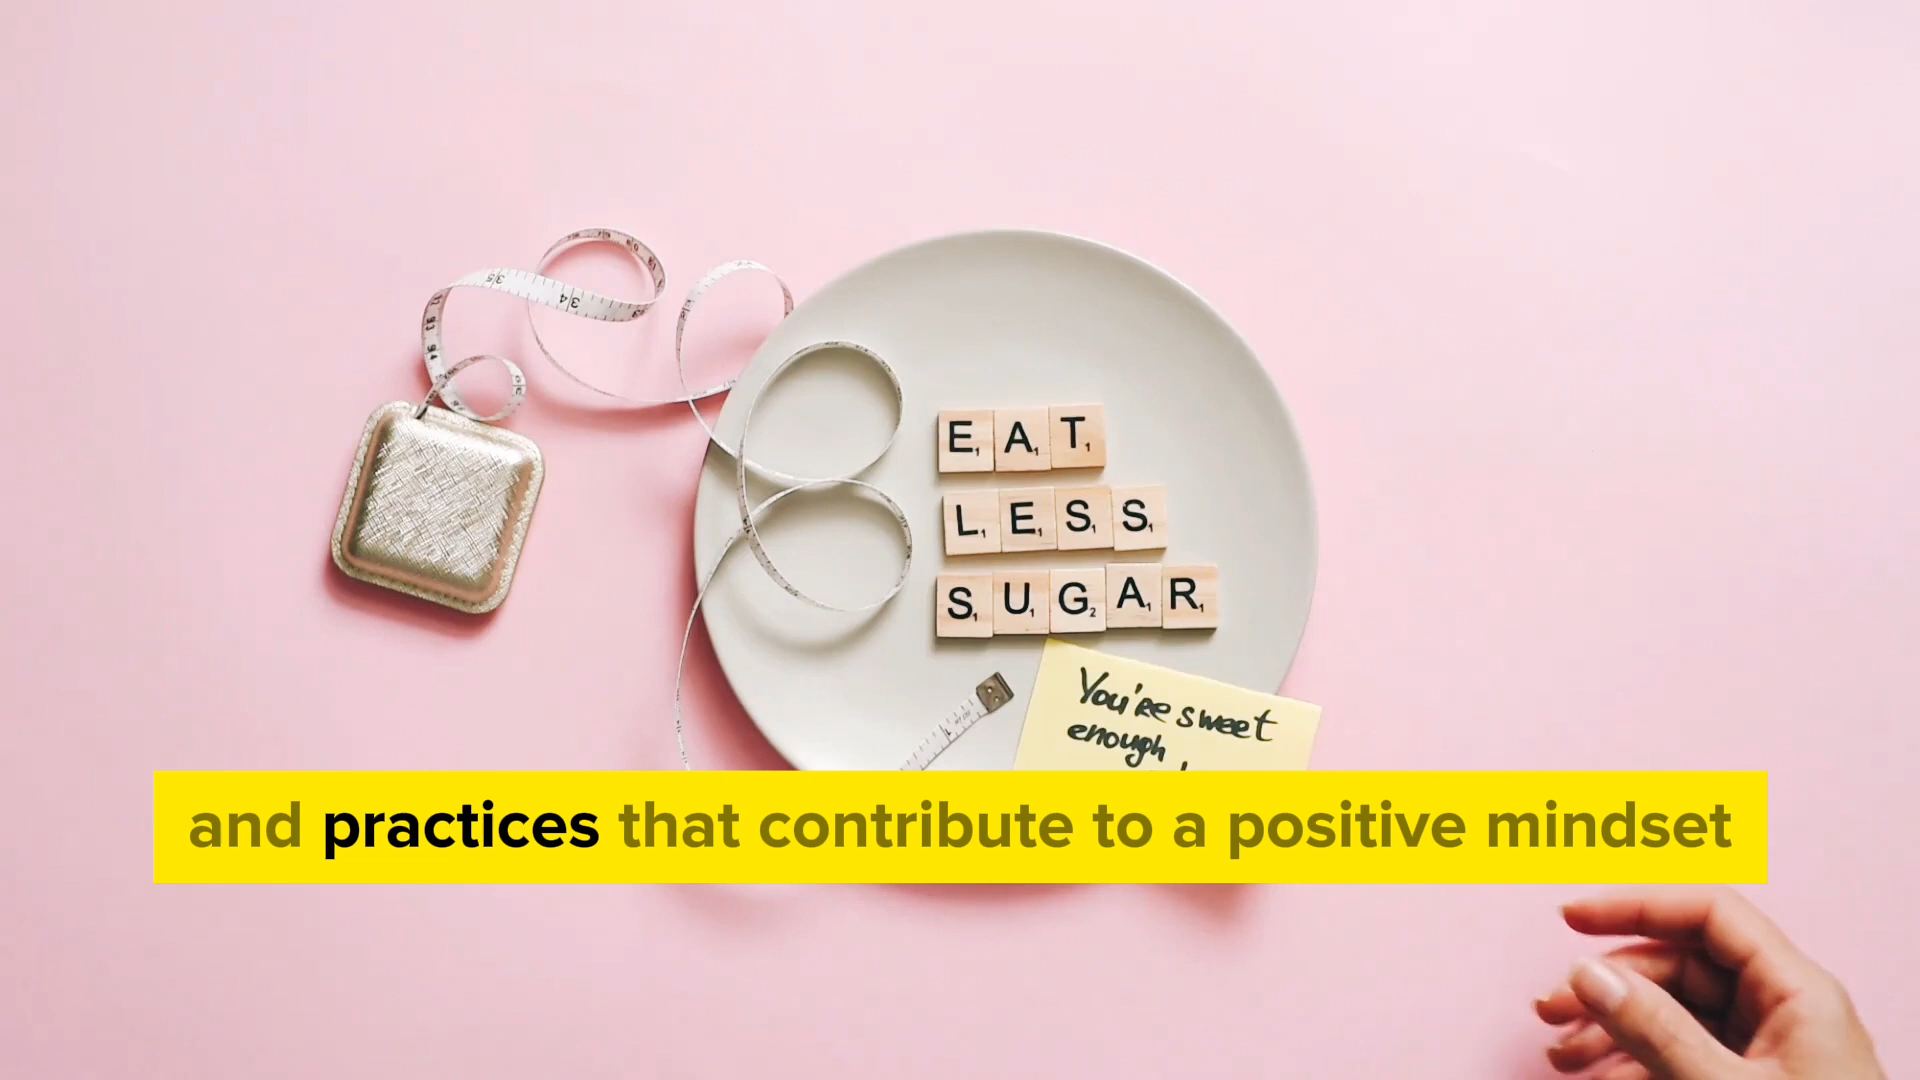 EAT
LESS
SUGAR
You're sweet
enough
and practices that contribute to a positive mindset